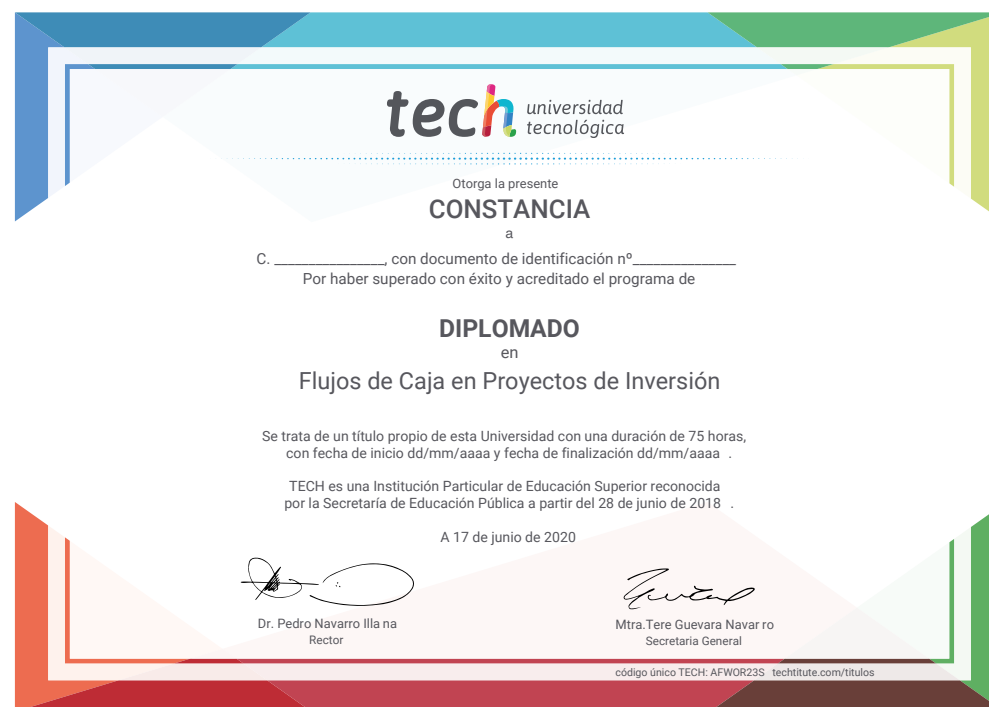 tech universidad
tecnológica
Otorga la presente
CONSTANCIA
a
C. ________________, con documento de identificación nº_______________
Por haber superado con éxito y acreditado el programa de
DIPLOMADO
en
Flujos de Caja en Proyectos de Inversión
Se trata de un título propio de esta Universidad con una duración de 75 horas,
con fecha de inicio dd/mm/aaaa y fecha de finalización dd/mm/aaaa .
TECH es una Institución Particular de Educación Superior reconocida
por la Secretaría de Educación Pública a partir del 28 de junio de 2018 .
A 17 de junio de 2020
Dr. Pedro Navarro Illa na
Rector
Mtra.Tere Guevara Navar ro
Secretaria General
código único TECH: AFWOR23S techtitute.com/titulos